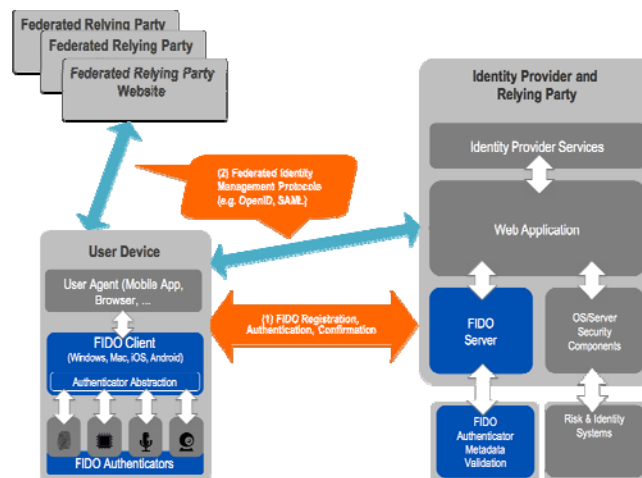 Federated Relying Party
Federated Relying Party
Federated Relying Party
Website
Identity Provider and
Relying Party
Identity Provider Services
(2) Federated Identity
Management Protocols
(e.g. OpenID, SAML)
Web Application
User Device
User Agent (Mobile App,
Browser, ...
(1) FIDO Registration,
Authentication, Confirmation
FIDO
Server
OS/Server
Security
Components
FIDO Client
(Windows, Mac, iOS, Android)
Authenticator Abstraction
FIDO
Authenticator
Metadata
Validation
Risk & Identity
Systems
FIDO Authenticators